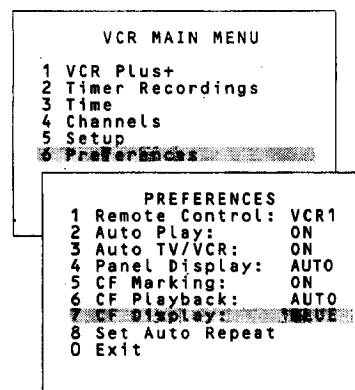 VCR MAIN MENU
1 VCR Plus+
2 Timer Recordings
3 Time
4 Channels
5 Setup
6 Preferences
PREFERENCES
1 Remote Control: VCR1
2 Auto Play: ON
3 Auto TV/VCR: ON
4 Panel Display: AUTO
5 CF Marking: ON
6 CF Playback: AUTO
7 CF Display: BLUE
8 Set Auto Repeat
0 Exit